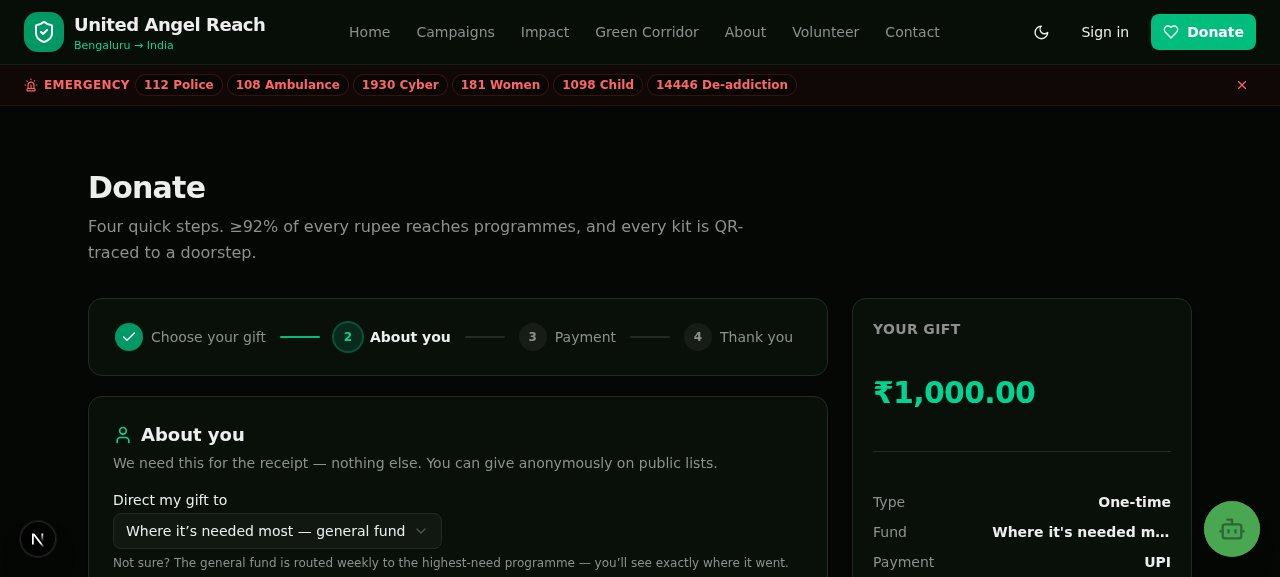 United Angel Reach
Bengaluru → India
Home Campaigns Impact Green Corridor About Volunteer Contact
Sign in
Donate
EMERGENCY 112 Police 108 Ambulance 1930 Cyber 181 Women 1098 Child 14446 De-addiction
Donate
Four quick steps. ≥92% of every rupee reaches programmes, and every kit is QR-
traced to a doorstep.
Choose your gift 2 About you 3 Payment 4 Thank you
About you
We need this for the receipt — nothing else. You can give anonymously on public lists.
Direct my gift to
Where it’s needed most — general fund
Not sure? The general fund is routed weekly to the highest-need programme — you’ll see exactly where it went.
YOUR GIFT
₹1,000.00
Type One-time
Fund Where it's needed m…
Payment UPI
N